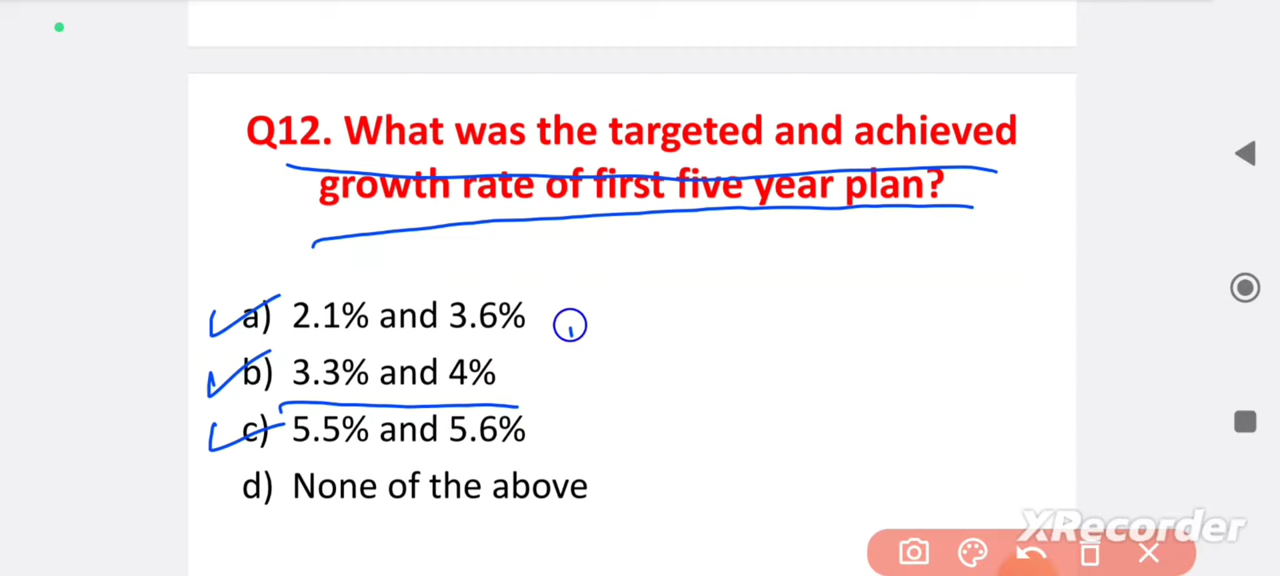 Q12. What was the targeted and achieved
growth rate of first five year plan?
a) 2.1% and 3.6%
b) 3.3% and 4%
c) 5.5% and 5.6%
d) None of the above
XRecorder